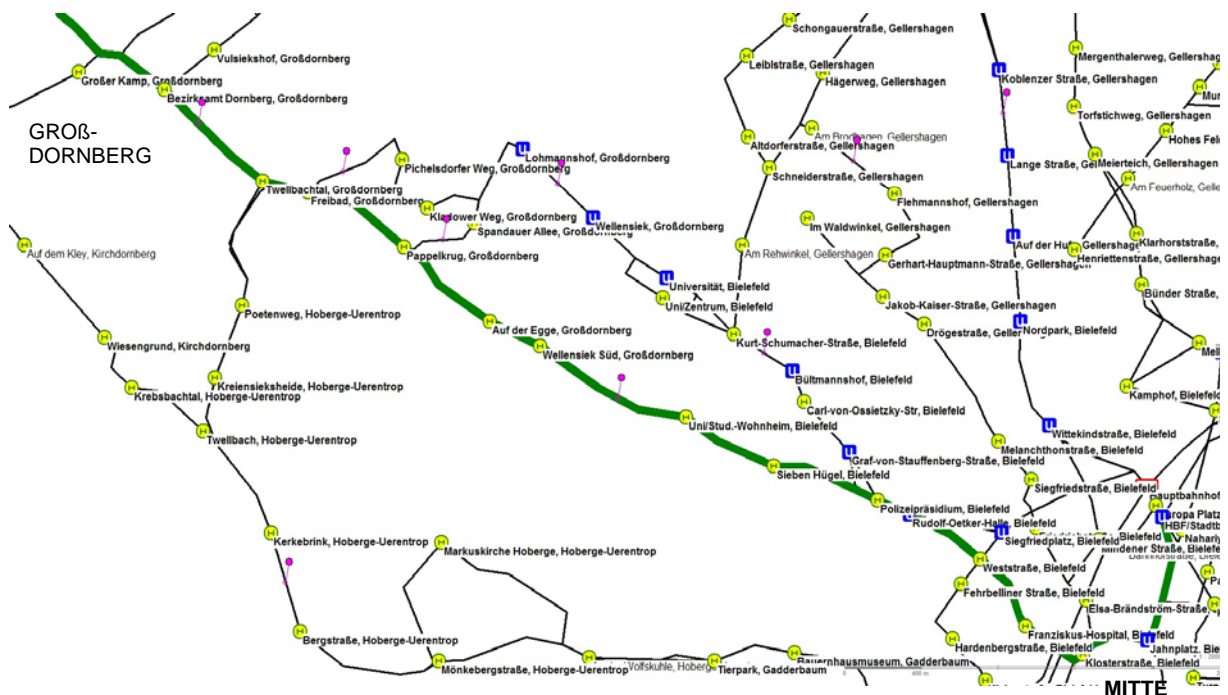 Schongauerstraße, Gellershagen
Mergenthalerweg, Gellershagen
Vulsiekshof, Großdornberg
Leiblstraße, Gellershagen
Koblenzer Straße, Gellershagen
Großer Kamp, Großdornberg
Hägerweg, Gellershagen
Bezirksamt Dornberg, Großdornberg
Torfstichweg, Gellershagen
GROß-
DORNBERG
Am Brodhagen, Gellershagen
Hohes
Altdorferstraße, Gellershagen
Lohmannshof, Großdornberg
Lange Straße,
Meierteich, Gellershagen
Pichelsdorfer Weg, Großdornberg
Schneiderstraße, Gellershagen
Am Feuerholz,
Twellbachtal, Großdornberg
Freibad, Großdornberg
Flehmannshof, Gellershagen
Kladower Weg, Großdornberg
Wellensiek, Großdornberg
Im Waldwinkel, Gellershagen
Spandauer Allee, Großdornberg
Klarhorststraße,
Auf der
Gellershagen
Auf dem Kley, Kirchdornberg
Pappelkrug, Großdornberg
Am Rehwinkel, Gellershagen
Gerhart-Hauptmann-Straße, Gellershagen
Henriettenstraße, Gellershagen
Universität, Bielefeld
Bünder Straße,
Uni/Zentrum, Bielefeld
Jakob-Kaiser-Straße, Gellershagen
Poetenweg, Hoberge-Uerentrop
Auf der Egge, Großdornberg
Drögestraße,
Nordpark, Bielefeld
Wiesengrund, Kirchdornberg
Kurt-Schumacher-Straße, Bielefeld
Wellensiek Süd, Großdornberg
Bültmannshof, Bielefeld
Kreiensieksheide, Hoberge-Uerentrop
Krebsbachtal, Hoberge-Uerentrop
Kamphof, Bielefeld
Carl-von-Ossietzky-Str, Bielefeld
Uni/Stud.-Wohnheim, Bielefeld
Wittekindstraße, Bielefeld
Twellbach, Hoberge-Uerentrop
Melanchthonstraße, Bielefeld
Graf-von-Stauffenberg-Straße, Bielefeld
Sieben Hügel, Bielefeld
Siegfriedstraße, Bielefeld
Hauptbahnhof
Polizeipräsidium, Bielefeld
Europa Platz
Rudolf-Oetker-Halle, Bielefeld
Kerkebrink, Hoberge-Uerentrop
Siegfriedplatz, Bielefeld
Markuskirche Hoberge, Hoberge-Uerentrop
Weststraße, Bielefeld
Fehrbelliner Straße, Bielefeld
Elsa-Brändström-Straße,
Bergstraße, Hoberge-Uerentrop
Franziskus-Hospital, Bielefeld
Hardenbergstraße, Bielefeld
Jahnplatz,
Mönkebergstraße, Hoberge-Uerentrop
Tierpark, Gadderbaum
Bauernhausmuseum, Gadderbaum
Klosterstraße,
MITTE